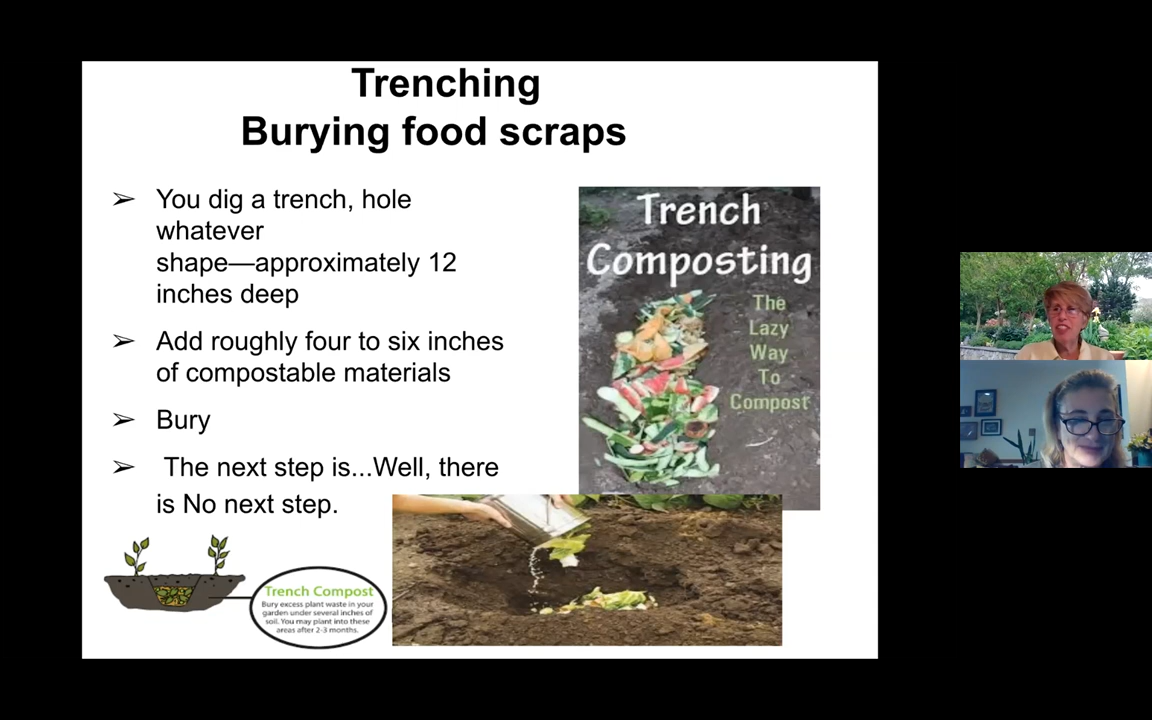 Trenching
Burying food scraps
➢ You dig a trench, hole
whatever
shape—approximately 12
inches deep
➢ Add roughly four to six inches
of compostable materials
➢ Bury
➢ The next step is...Well, there
is No next step.
Trench
Composting
The
Lazy
Way
To
Compost
Trench Compost
Bury excess plant waste in your
garden under several inches of
soil. You may plant into these
areas after 2-3 months.